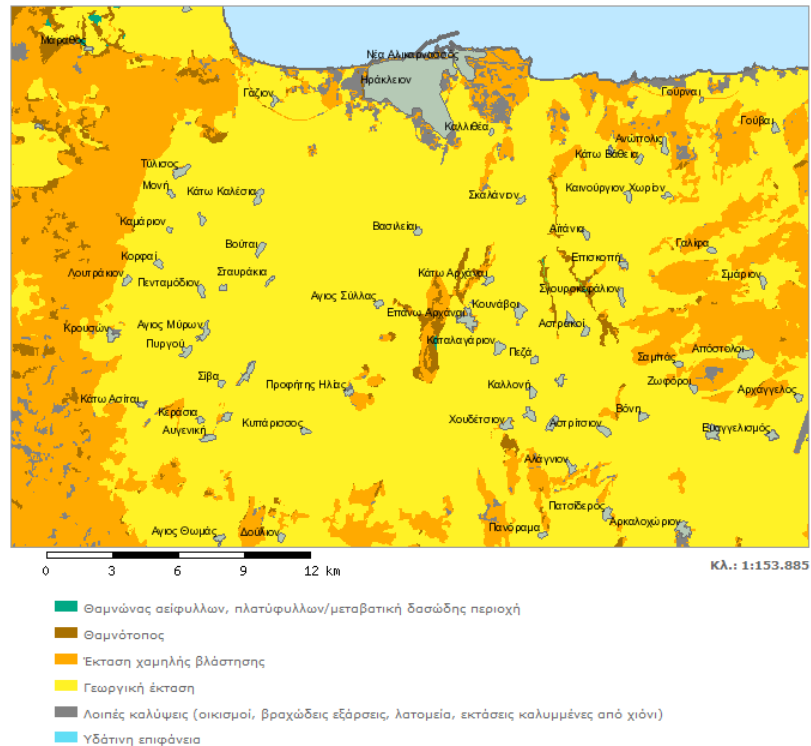 Μάραθος
Νέα Αλικαρνασσός
Ηράκλειον
Γάζιον
Γούρναι
Καλλιθέα
Γούβαι
Ανώπολις
Κάτω Βάθεια
Τύλισος
Μονή
Κάτω Καλέσια
Σκαλάνιον
Καινούργιον Χωρίον
Καμάριον
Βασιλείαι
Αϊτάνια
Βούται
Γαλίφα
Κορφαί
Επισκοπή
Λουτράκιον
Σταυράκια
Κάτω Αρχάναι
Σμάριον
Πενταμόδιον
Σγουροκεφάλιον
Αγιος Σύλλας
Κουνάβοι
Επάνω Αρχάναι
Κρουσών
Αγιος Μύρων
Αστρακοί
Πυργού
Καταλαγάριον
Πεζά
Απόστολοι
Σαμπάς
Σίβα
Προφήτης Ηλίας
Καλλονή
Ζωφόροι
Αρχάγγελος
Κάτω Ασίται
Κεράσια
Βόνη
Αυγενική
Κυπάρισσος
Χουδέτσιον
Αστρίτσιον
Ευαγγελισμός
Αλάγνιον
Πατσίδερος
Αγιος Θωμάς
Δούλιον
Πανόραμα
Αρκαλοχώριον
0 3 6 9 12 km
Κλ.: 1:153.885
Θαμνώνας αείφυλλων, πλατύφυλλων/μεταβατική δασώδης περιοχή
Θαμνότοπος
Έκταση χαμηλής βλάστησης
Γεωργική έκταση
Λοιπές καλύψεις (οικισμοί, βραχώδεις εξάρσεις, λατομεία, εκτάσεις καλυμμένες από χιόνι)
Υδάτινη επιφάνεια